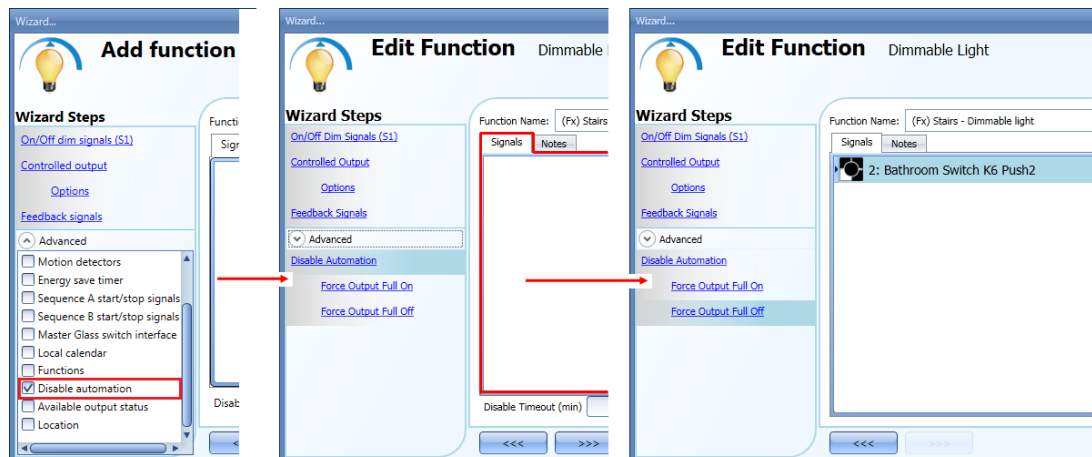 Wizard...
Add function
Wizard Steps
On/Off dim signals (S1)
Controlled output
Options
Feedback signals
Advanced
Motion detectors
Energy save timer
Sequence A start/stop signals
Sequence B start/stop signals
Master Glass switch interface
Local calendar
Functions
Disable automation
Available output status
Location
Functi
Sign
Disab
<
Wizard...
Edit Function Dimmable l
Wizard Steps
On/Off Dim Signals (S1)
Controlled Output
Options
Feedback Signals
Advanced
Disable Automation
Force Output Full On
Force Output Full Off
Function Name: (Fx) Stairs
Signals Notes
Disable Timeout (min)
<<< >>>
Wizard...
Edit Function Dimmable Light
Wizard Steps
On/Off Dim Signals (S1)
Controlled Output
Options
Feedback Signals
Advanced
Disable Automation
Force Output Full On
Force Output Full Off
Function Name: (Fx) Stairs - Dimmable light
Signals Notes
2: Bathroom Switch K6 Push2
<<< >>>